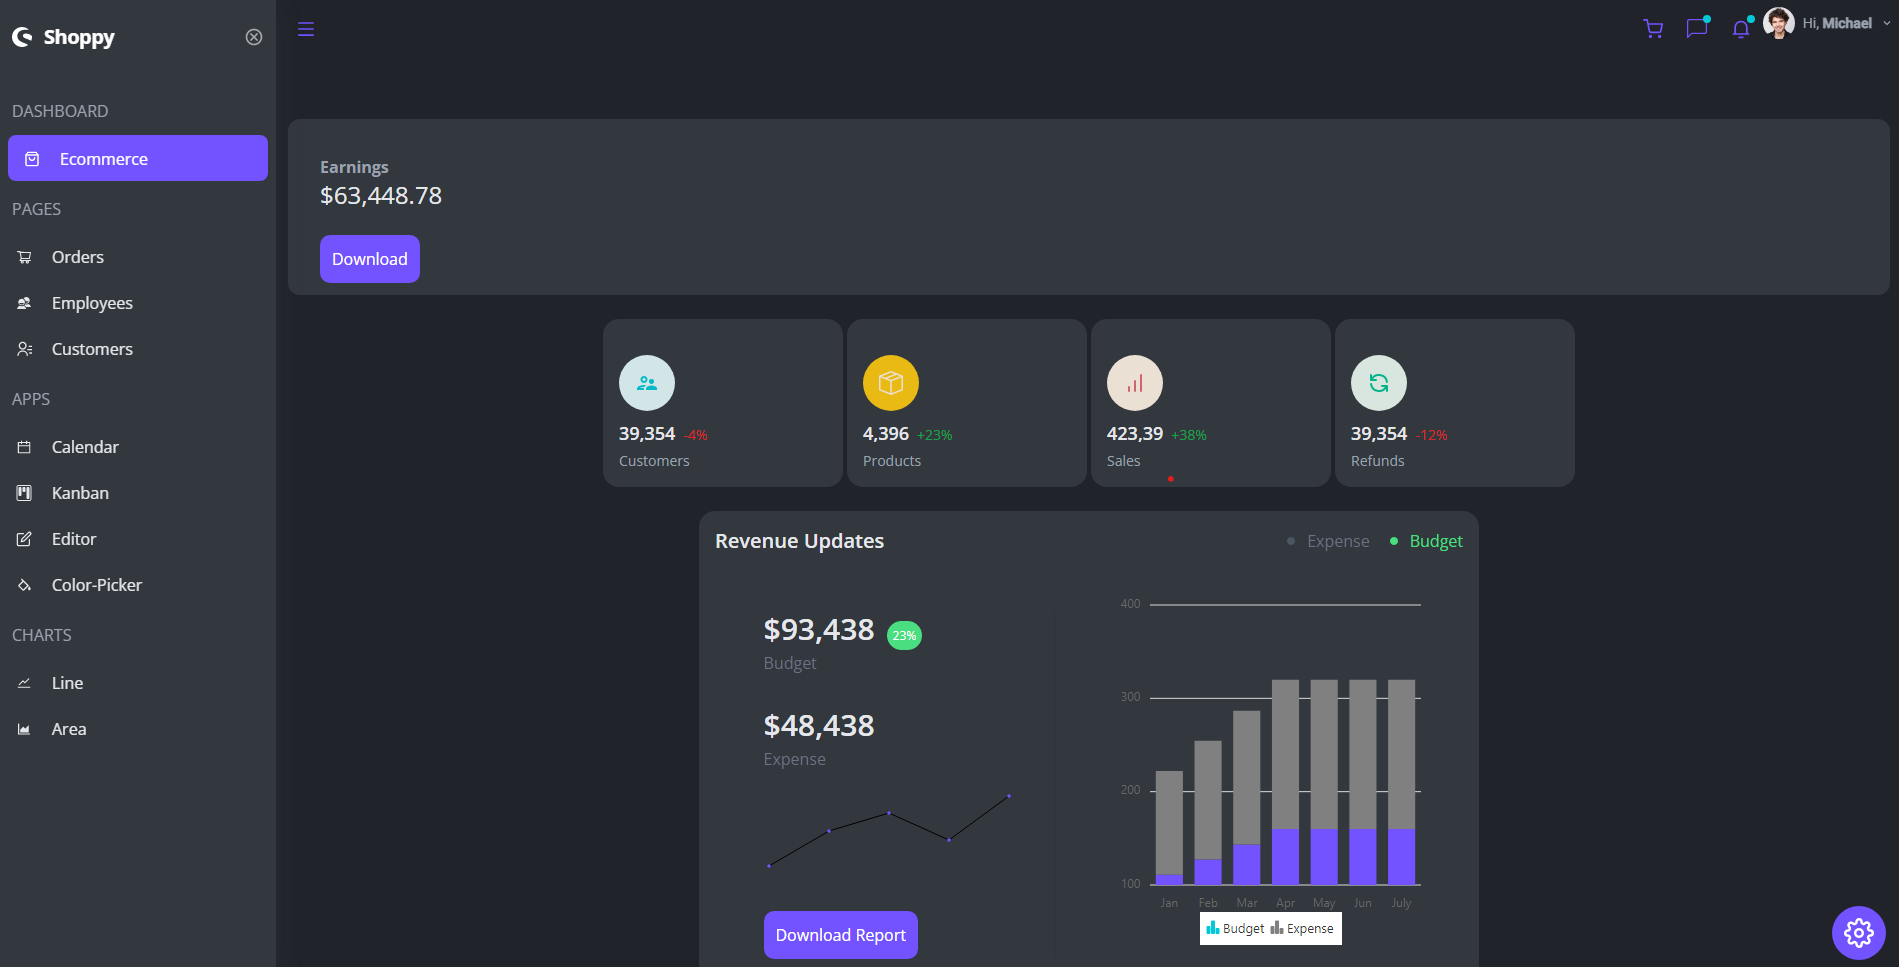 Shoppy
Hi, Michael
DASHBOARD
Ecommerce
PAGES
Orders
Employees
Customers
APPS
Calendar
Kanban
Editor
Color-Picker
CHARTS
Line
Area
Earnings
$63,448.78
Download
39,354 -4%
Customers
4,396 +23%
Products
423,39 +38%
Sales
39,354 -12%
Refunds
Revenue Updates
Expense
Budget
$93,438 23%
Budget
$48,438
Expense
Download Report
400
300
200
100
Jan Feb Mar Apr May Jun July
Budget Expense